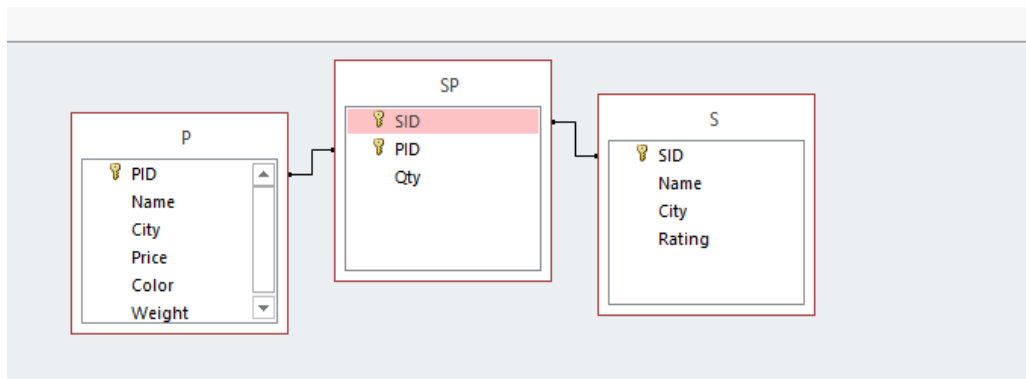 P
PID
Name
City
Price
Color
Weight
SP
SID
PID
Qty
S
SID
Name
City
Rating